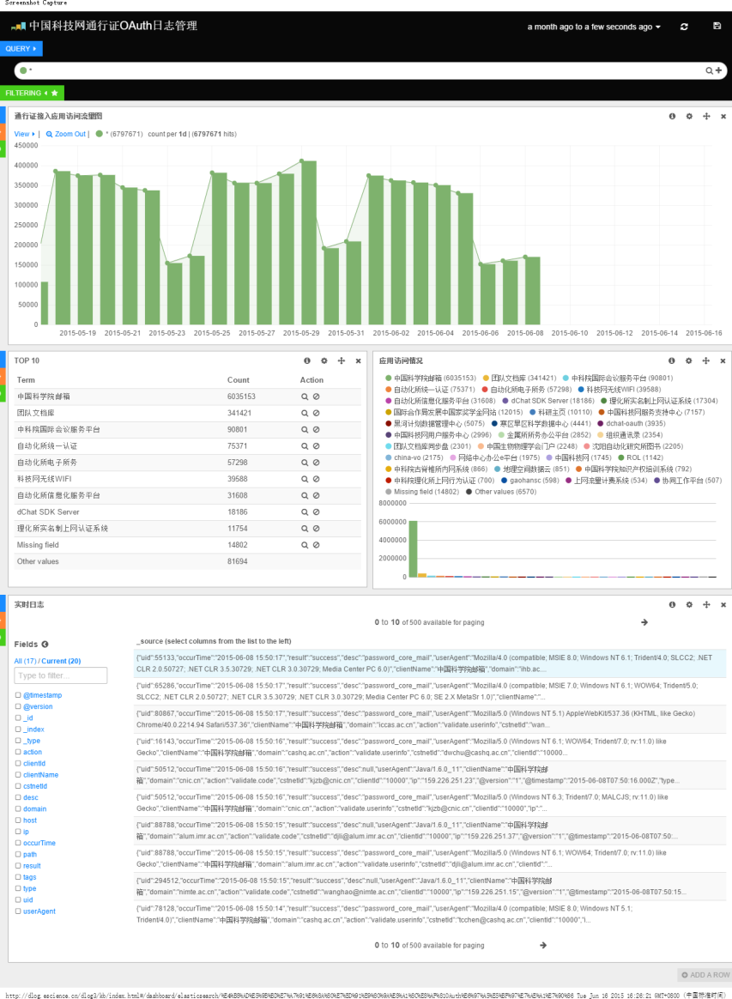 Screenshot Capture
中国科技网通行证OAuth日志管理
a month ago to a few seconds ago
QUERY
*
FILTERING
通行证接入应用访问流量图
View | Zoom Out | * (6797671) count per 1d | (6797671 hits)
450000
400000
350000
300000
250000
200000
150000
100000
50000
0
2015-05-19 2015-05-21 2015-05-23 2015-05-25 2015-05-27 2015-05-29 2015-05-31 2015-06-02 2015-06-04 2015-06-06 2015-06-08 2015-06-10 2015-06-12 2015-06-14 2015-06-16
TOP 10
Term Count Action
中国科学院邮箱 6035153
团队文档库 341421
中科院国际会议服务平台 90801
自动化所统一认证 75371
自动化所电子所务 57298
科技网无线WIFI 39588
自动化所信息化服务平台 31608
dChat SDK Server 18186
理化所实名制上网认证系统 11754
Missing field 14802
Other values 81694
应用访问情况
中国科学院邮箱 (6035153) 团队文档库 (341421) 中科院国际会议服务平台 (90801)
自动化所统一认证 (75371) 自动化所电子所务 (57298) 科技网无线WIFI (39588)
自动化所信息化服务平台 (31608) dChat SDK Server (18186) 理化所实名制上网认证系统 (17304)
国际合作局发展中国家奖学金网站 (12015) 科研主页 (10110) 中国科技网服务支持中心 (7157)
黑河计划数据管理中心 (5075) 寒区旱区科学数据中心 (4441) dchat-oauth (3935)
中国科技网用户服务中心 (2996) 金属所所务办公平台 (2852) 组织通讯录 (2354)
团队文档库同步盘 (2301) 中国生物物理学会门户 (2248) 沈阳自动化研究所图书 (2205)
china-vo (2175) 网络中心办公e平台 (1975) 中国科技网 (1745) ROL (1142)
中科院古脊椎所内网系统 (866) 地理空间数据云 (851) 中国科学院知识产权培训系统 (792)
中科院理化所上网行为认证 (700) gaohansc (598) 上网流量计费系统 (534) 协同工作平台 (507)
Missing field (14802) Other values (6570)
8000000
6000000
4000000
2000000
0
实时日志
0 to 10 of 500 available for paging
Fields
All (17) / Current (20)
Type to filter...
@timestamp
@version
_id
_index
_type
action
clientId
clientName
cstnetId
desc
domain
host
ip
occurTime
path
result
tags
type
uid
userAgent
_source (select columns from the list to the left)
{"uid":55133,"occurTime":"2015-06-08 15:50:17","result":"success","desc":"password_core_mail","userAgent":"Mozilla/4.0 (compatible; MSIE 8.0; Windows NT 6.1; Trident/4.0; SLCC2; .NET
CLR 2.0.50727; .NET CLR 3.5.30729; .NET CLR 3.0.30729; Media Center PC 6.0)","clientName":"中国科学院邮箱","domain":"ihb.ac....
{"uid":65286,"occurTime":"2015-06-08 15:50:17","result":"success","desc":"password_core_mail","userAgent":"Mozilla/4.0 (compatible; MSIE 7.0; Windows NT 6.1; WOW64; Trident/5.0;
SLCC2; .NET CLR 2.0.50727; .NET CLR 3.5.30729; .NET CLR 3.0.30729; Media Center PC 6.0; SE 2.X MetaSr 1.0)","clientName":"...
{"uid":80867,"occurTime":"2015-06-08 15:50:17","result":"success","desc":"password_core_mail","userAgent":"Mozilla/5.0 (Windows NT 5.1) AppleWebKit/537.36 (KHTML, like Gecko)
Chrome/40.0.2214.94 Safari/537.36","clientName":"中国科学院邮箱","domain":"iccas.ac.cn","action":"validate.userinfo","cstnetId":"wan...
{"uid":16143,"occurTime":"2015-06-08 15:50:16","result":"success","desc":"password_core_mail","userAgent":"Mozilla/5.0 (Windows NT 6.1; WOW64; Trident/7.0; rv:11.0) like
Gecko","clientName":"中国科学院邮箱","domain":"cashq.ac.cn","action":"validate.userinfo","cstnetId":"dwchu@cashq.ac.cn","clientId":"10000...
{"uid":50512,"occurTime":"2015-06-08 15:50:16","result":"success","desc":null,"userAgent":"Java/1.6.0_11","clientName":"中国科学院邮
箱","domain":"cnic.cn","action":"validate.code","cstnetId":"kjzb@cnic.cn","clientId":"10000","ip":"159.226.251.23","@version":"1","@timestamp":"2015-06-08T07:50:16.000Z","type...
{"uid":50512,"occurTime":"2015-06-08 15:50:16","result":"success","desc":"password_core_mail","userAgent":"Mozilla/5.0 (Windows NT 6.3; Trident/7.0; MALCJS; rv:11.0) like
Gecko","clientName":"中国科学院邮箱","domain":"cnic.cn","action":"validate.userinfo","cstnetId":"kjzb@cnic.cn","clientId":"10000","ip":"...
{"uid":88788,"occurTime":"2015-06-08 15:50:15","result":"success","desc":null,"userAgent":"Java/1.6.0_11","clientName":"中国科学院邮
箱","domain":"alum.imr.ac.cn","action":"validate.code","cstnetId":"djli@alum.imr.ac.cn","clientId":"10000","ip":"159.226.251.37","@version":"1","@timestamp":"2015-06-08T07:50:...
{"uid":88788,"occurTime":"2015-06-08 15:50:15","result":"success","desc":"password_core_mail","userAgent":"Mozilla/5.0 (Windows NT 6.1; WOW64; Trident/7.0; rv:11.0) like
Gecko","clientName":"中国科学院邮箱","domain":"alum.imr.ac.cn","action":"validate.userinfo","cstnetId":"djli@alum.imr.ac.cn","clientId":"...
{"uid":294512,"occurTime":"2015-06-08 15:50:15","result":"success","desc":null,"userAgent":"Java/1.6.0_11","clientName":"中国科学院邮
箱","domain":"nimte.ac.cn","action":"validate.code","cstnetId":"wanghao@nimte.ac.cn","clientId":"10000","ip":"159.226.251.15","@version":"1","@timestamp":"2015-06-08T07:50:15...
{"uid":78128,"occurTime":"2015-06-08 15:50:14","result":"success","desc":"password_core_mail","userAgent":"Mozilla/4.0 (compatible; MSIE 8.0; Windows NT 5.1;
Trident/4.0)","clientName":"中国科学院邮箱","domain":"cashq.ac.cn","action":"validate.userinfo","cstnetId":"tcchen@cashq.ac.cn","clientId":"10000","i...
0 to 10 of 500 available for paging
ADD A ROW
Tue Jun 16 2015 16:26:21 GMT+0800 (中国标准时间)